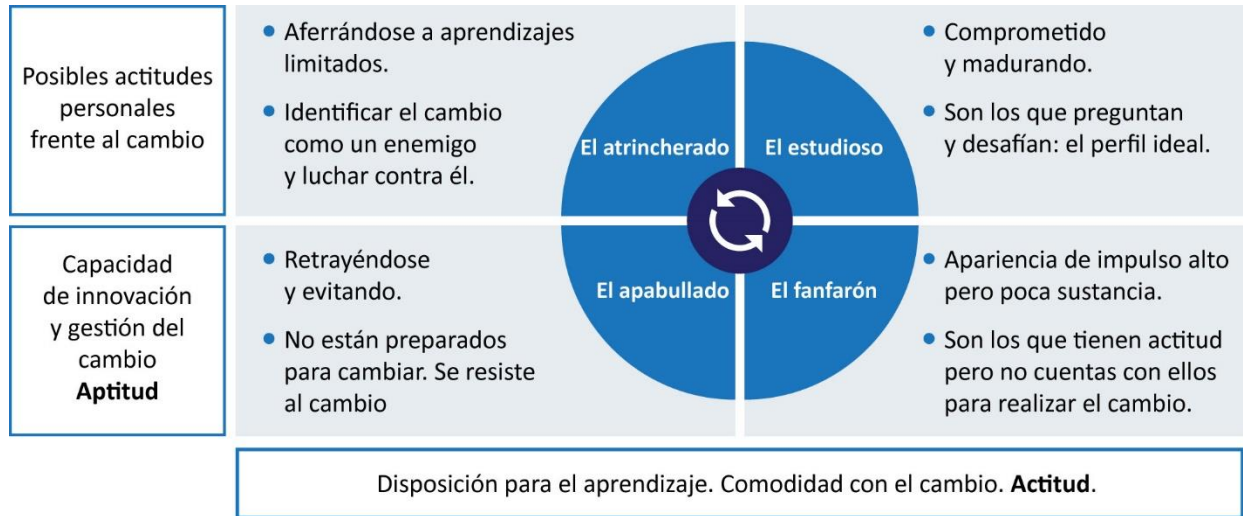 Posibles actitudes
personales
frente al cambio
• Aferrándose a aprendizajes
limitados.
• Identificar el cambio
como un enemigo
y luchar contra él.
El atrincherado
El estudioso
• Comprometido
y madurando.
• Son los que preguntan
y desafían: el perfil ideal.
Capacidad
de innovación
y gestión del
cambio
Aptitud
• Retrayéndose
y evitando.
• No están preparados
para cambiar. Se resiste
al cambio
El apabullado
El fanfarón
• Apariencia de impulso alto
pero poca sustancia.
• Son los que tienen actitud
pero no cuentas con ellos
para realizar el cambio.
Disposición para el aprendizaje. Comodidad con el cambio. Actitud.